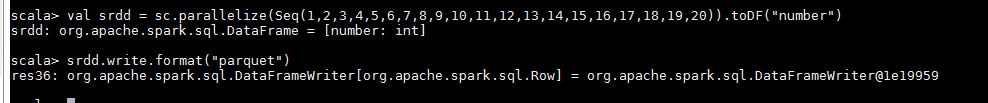 scala> val srdd = sc.parallelize(Seq(1,2,3,4,5,6,7,8,9,10,11,12,13,14,15,16,17,18,19,20)).toDF("number")
srdd: org.apache.spark.sql.DataFrame = [number: int]
scala> srdd.write.format("parquet")
res36: org.apache.spark.sql.DataFrameWriter[org.apache.spark.sql.Row] = org.apache.spark.sql.DataFrameWriter@1e19959